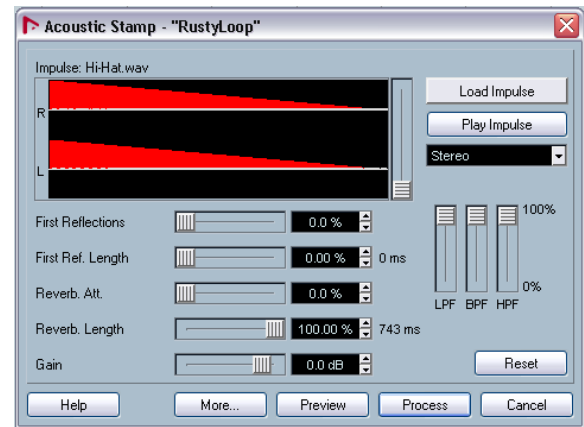 Acoustic Stamp - "RustyLoop"
Impulse: Hi-Hat.wav
R
L
Load Impulse
Play Impulse
Stereo
First Reflections 0.0 %
First Ref. Length 0.00 % 0 ms
Reverb. Att. 0.0 %
Reverb. Length 100.00 % 743 ms
Gain 0.0 dB
100%
0%
LPF BPF HPF
Reset
Help More... Preview Process Cancel